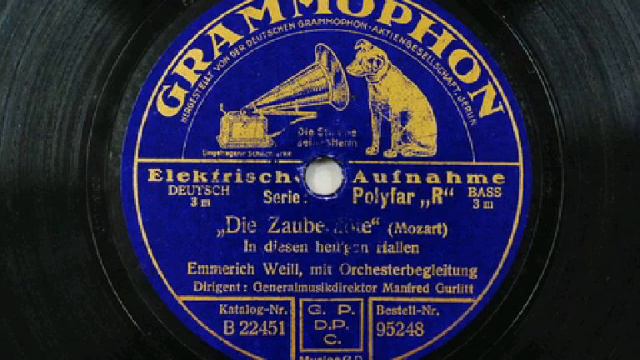 GRAMMOPHON
HERGESTELLT VON DER DEUTSCHEN GRAMMOPHON-AKTIENGESELLSCHAFT, BERLIN
Die Stimme
seines Herrn
Eingetragene Schutzmarke
Elektrische Aufnahme
DEUTSCH Serie: Polyfar „R“ BASS
3 m 3 m
„Die Zauberflöte“ (Mozart)
In diesen heil'gen Hallen
Emmerich Weill, mit Orchesterbegleitung
Dirigent: Generalmusikdirektor Manfred Gurlitt
Katalog-Nr. G. P. Bestell-Nr.
B 22451 D.P. 95248
C.